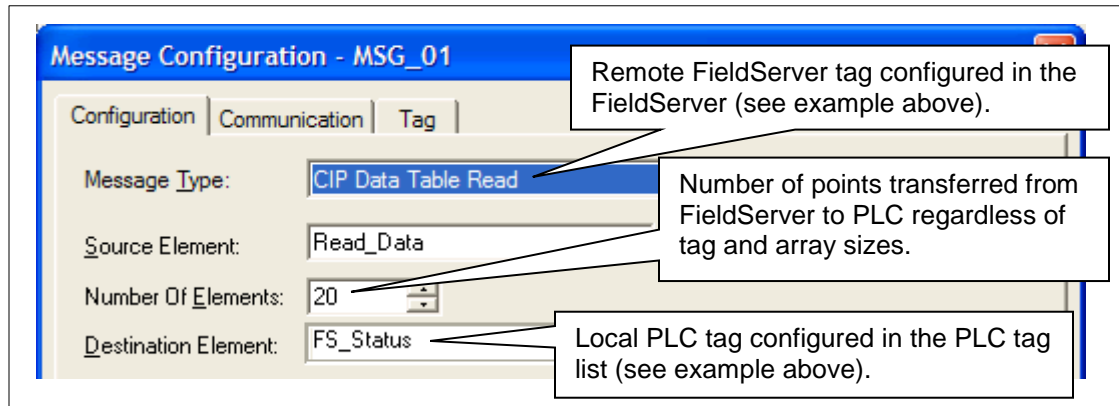 Message Configuration - MSG_01
Remote FieldServer tag configured in the
FieldServer (see example above).
Configuration
Communication
Tag
Message Type:
CIP Data Table Read
Number of points transferred from
FieldServer to PLC regardless of
tag and array sizes.
Source Element:
Read_Data
Number Of Elements:
20
Destination Element:
FS_Status
Local PLC tag configured in the PLC tag
list (see example above).